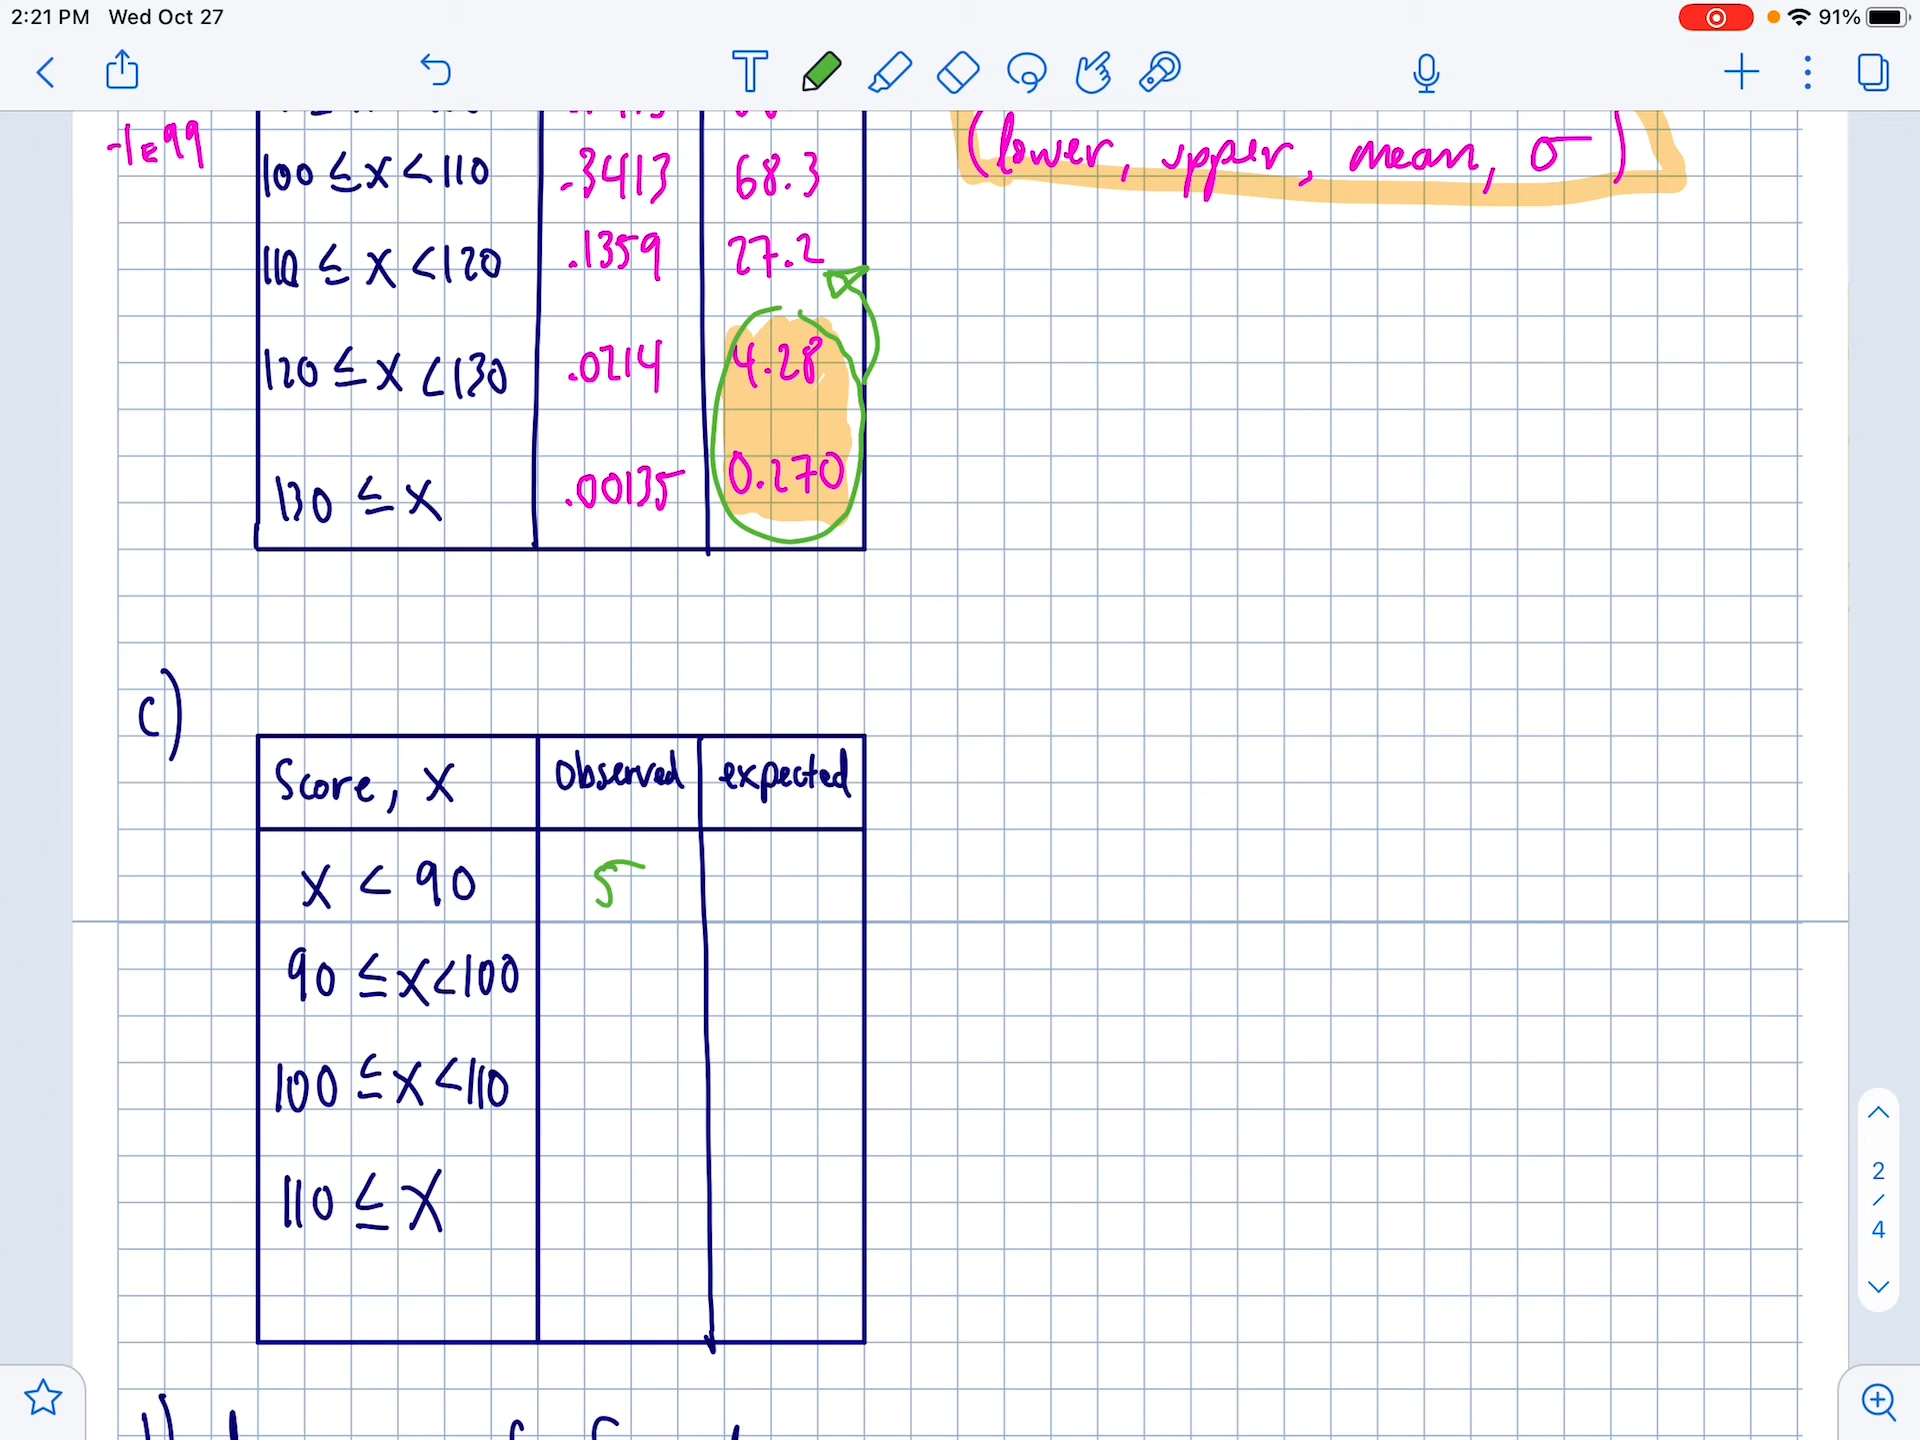 2:21 PM Wed Oct 27
91%
-1E99
(lower, upper, mean, σ)
100 ≤ x < 110 .3413 68.3
110 ≤ x < 120 .1359 27.2
120 ≤ x < 130 .0214 4.28
130 ≤ x .00135 0.270
c)
Score, X observed expected
x < 90 5
90 ≤ x < 100
100 ≤ x < 110
110 ≤ X
2
/
4